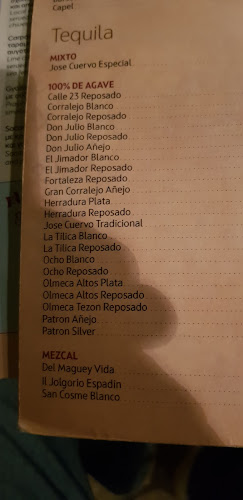 Capel
Tequila
MIXTO
Jose Cuervo Especial
100% DE AGAVE
Calle 23 Reposado
Corralejo Blanco
Corralejo Reposado
Don Julio Blanco
Don Julio Reposado
Don Julio Añejo
El Jimador Blanco
El Jimador Reposado
Fortaleza Reposado
Gran Corralejo Añejo
Herradura Plata
Herradura Reposado
Jose Cuervo Tradicional
La Tilica Blanco
La Tilica Reposado
Ocho Blanco
Ocho Reposado
Olmeca Altos Plata
Olmeca Altos Reposado
Olmeca Tezon Reposado
Patron Añejo
Patron Silver
MEZCAL
Del Maguey Vida
Il Jolgorio Espadin
San Cosme Blanco